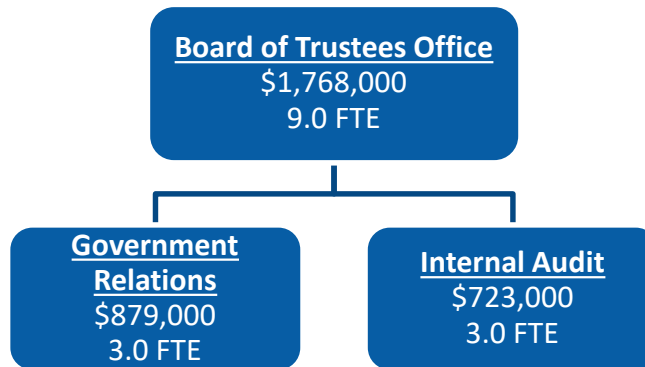 Board of Trustees Office
$1,768,000
9.0 FTE
Government
Relations
$879,000
3.0 FTE
Internal Audit
$723,000
3.0 FTE